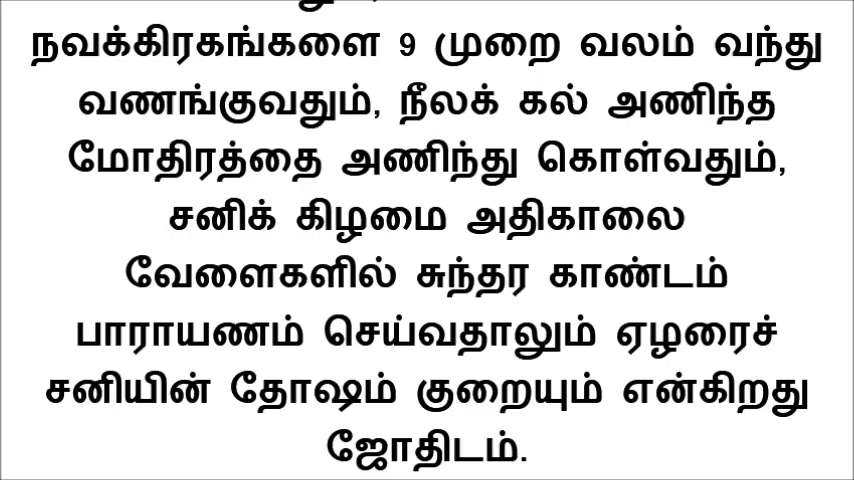 நவக்கிரகங்களை 9 முறை வலம் வந்து
வணங்குவதும், நீலக் கல் அணிந்த
மோதிரத்தை அணிந்து கொள்வதும்,
சனிக் கிழமை அதிகாலை
வேளைகளில் சுந்தர காண்டம்
பாராயணம் செய்வதாலும் ஏழரைச்
சனியின் தோஷம் குறையும் என்கிறது
ஜோதிடம்.